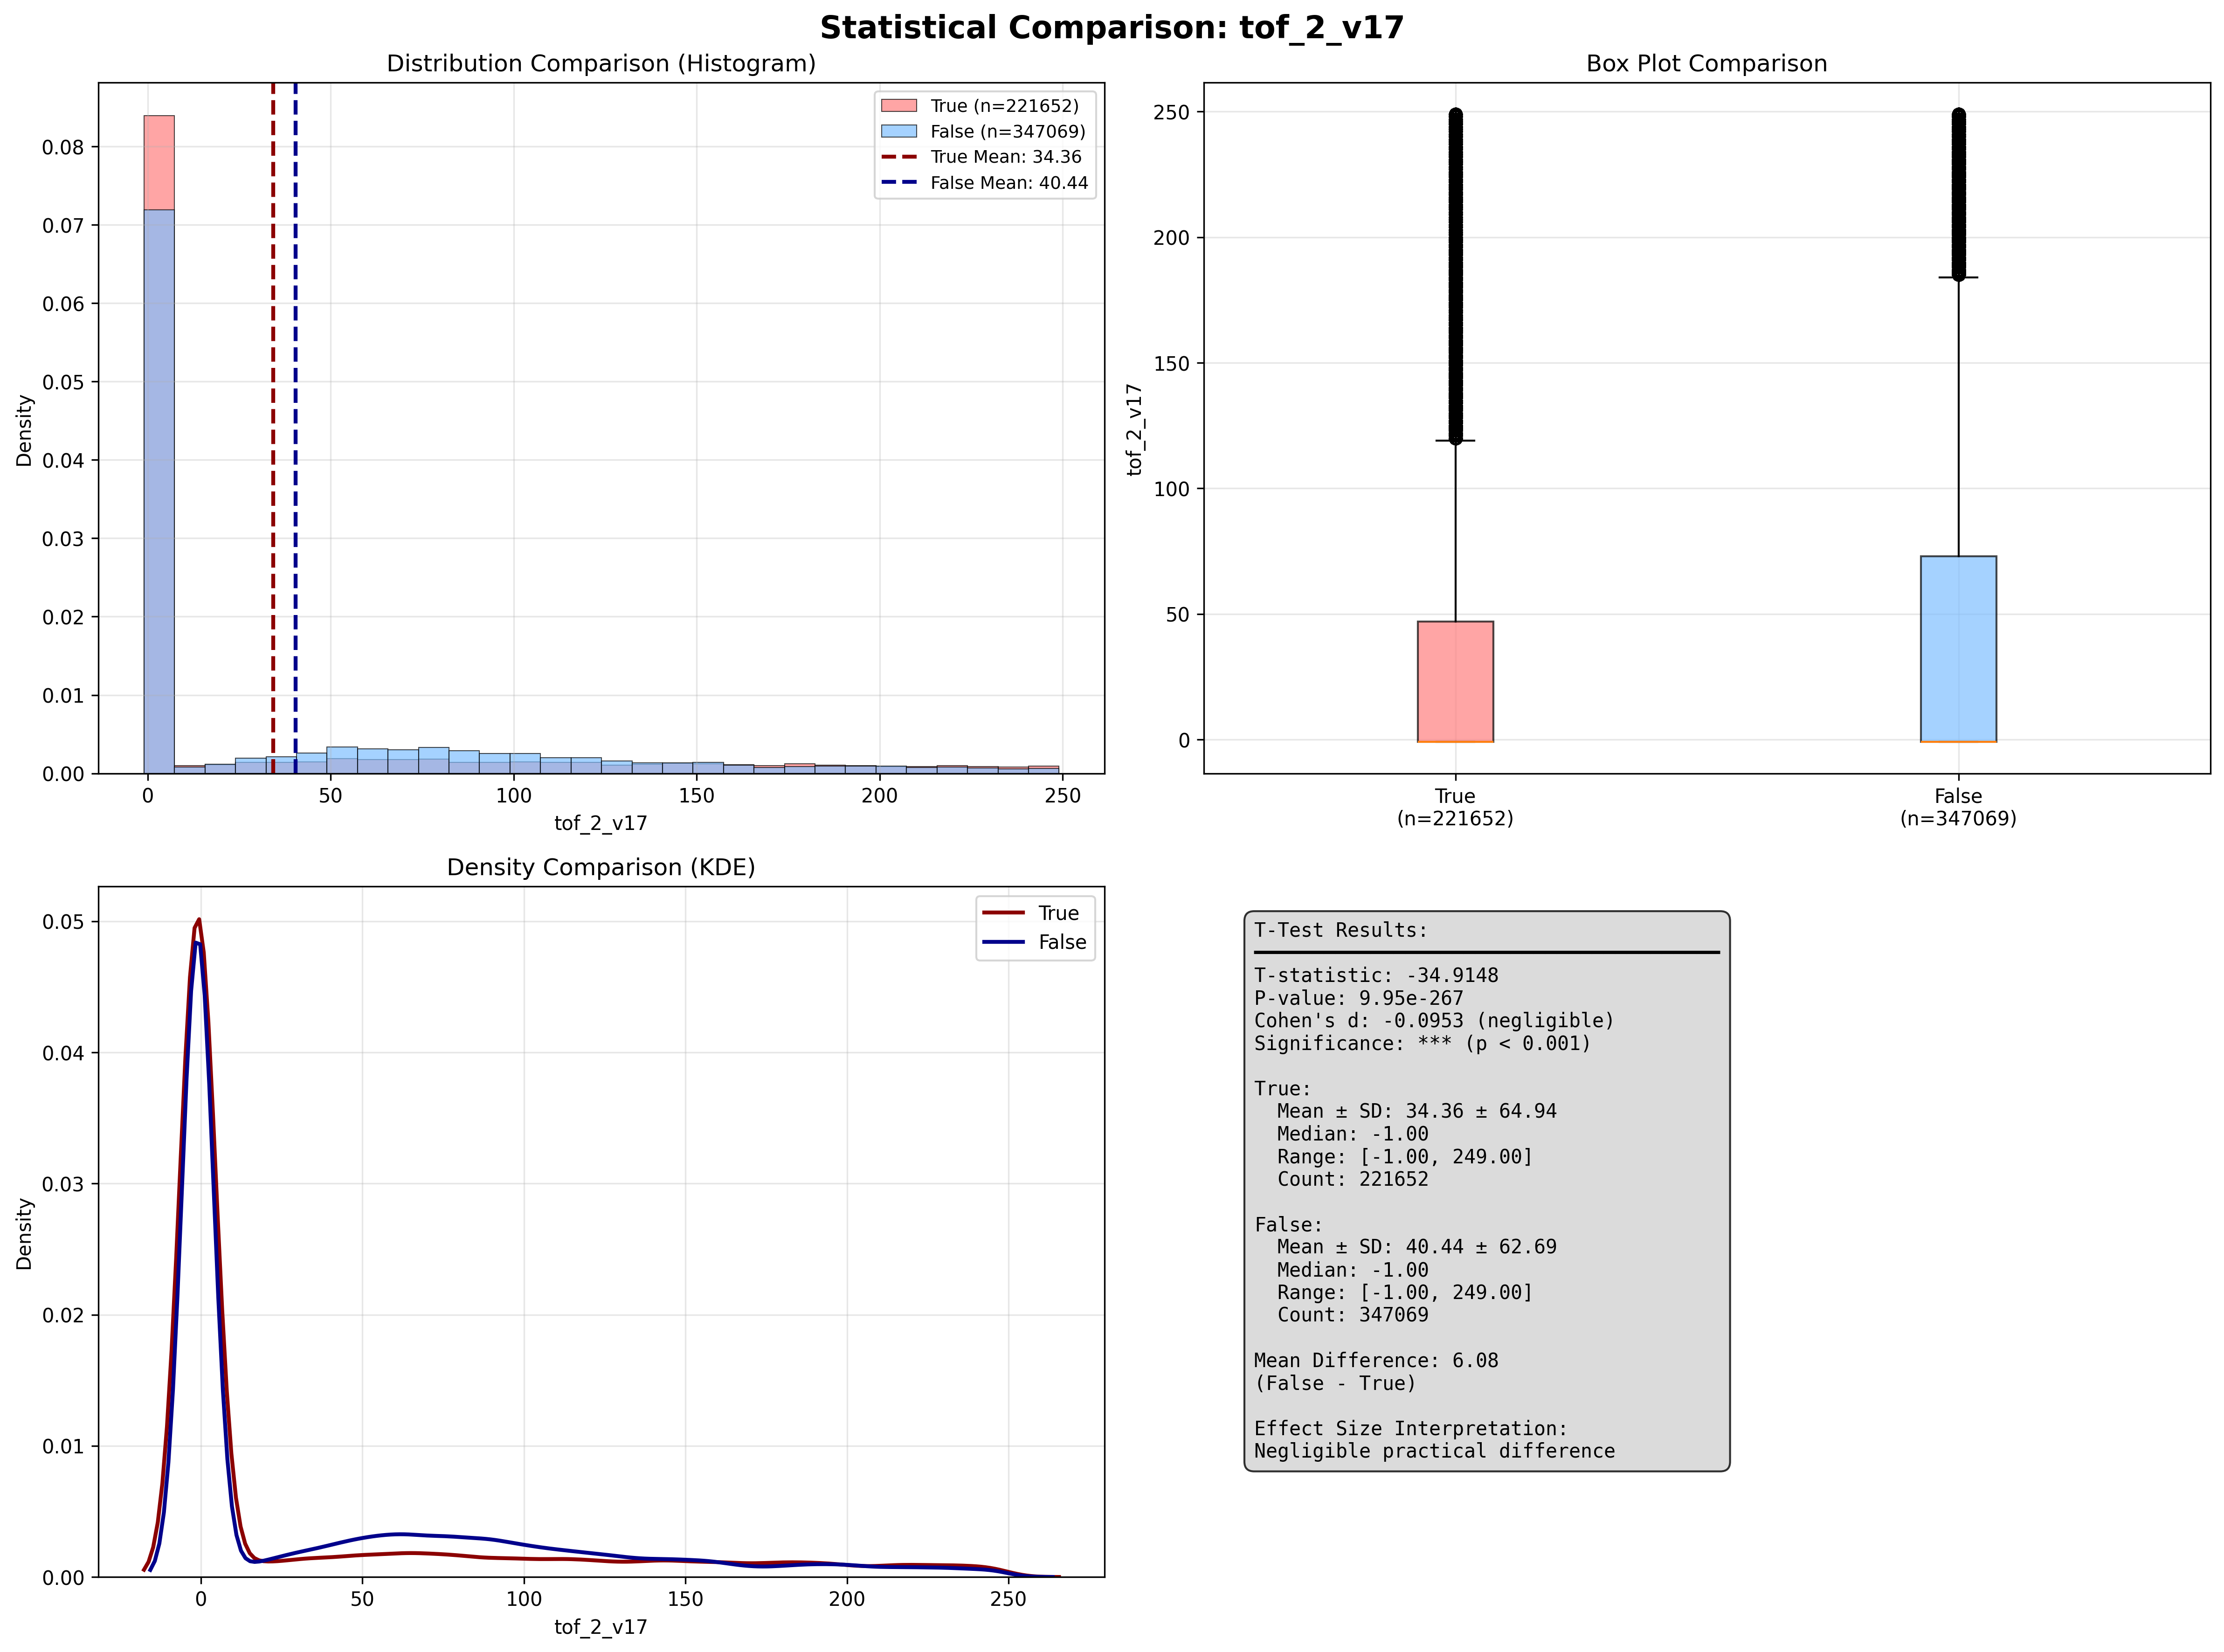 Statistical Comparison: tof_2_v17
Distribution Comparison (Histogram)
True (n=221652)
False (n=347069)
True Mean: 34.36
False Mean: 40.44
Density
0.08
0.07
0.06
0.05
0.04
0.03
0.02
0.01
0.00
0
50
100
150
200
250
tof_2_v17
Box Plot Comparison
tof_2_v17
250
200
150
100
50
0
True
(n=221652)
False
(n=347069)
Density Comparison (KDE)
True
False
Density
0.05
0.04
0.03
0.02
0.01
0.00
0
50
100
150
200
250
tof_2_v17
T-Test Results:
T-statistic: -34.9148
P-value: 9.95e-267
Cohen's d: -0.0953 (negligible)
Significance: *** (p < 0.001)
True:
Mean ± SD: 34.36 ± 64.94
Median: -1.00
Range: [-1.00, 249.00]
Count: 221652
False:
Mean ± SD: 40.44 ± 62.69
Median: -1.00
Range: [-1.00, 249.00]
Count: 347069
Mean Difference: 6.08
(False - True)
Effect Size Interpretation:
Negligible practical difference